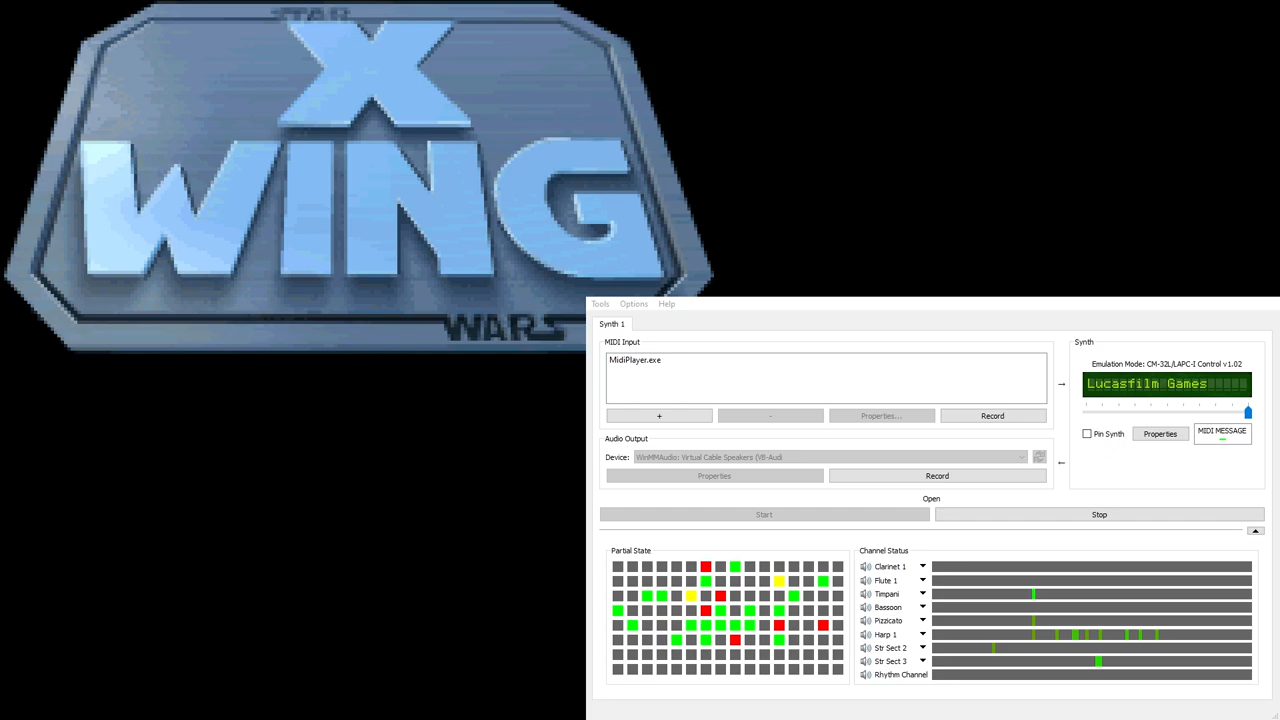 STAR
X
WING
WARS
Tools Options Help
Synth 1
MIDI Input
MidiPlayer.exe
+ - Properties... Record
Audio Output
Device: WinMMAudio: Virtual Cable Speakers (VB-Audi
Properties Record
Synth
Emulation Mode: CM-32L/LAPC-I Control v1.02
Lucasfilm Games
Pin Synth Properties MIDI MESSAGE
Open
Start Stop
Partial State
Channel Status
Clarinet 1
Flute 1
Timpani
Bassoon
Pizzicato
Harp 1
Str Sect 2
Str Sect 3
Rhythm Channel